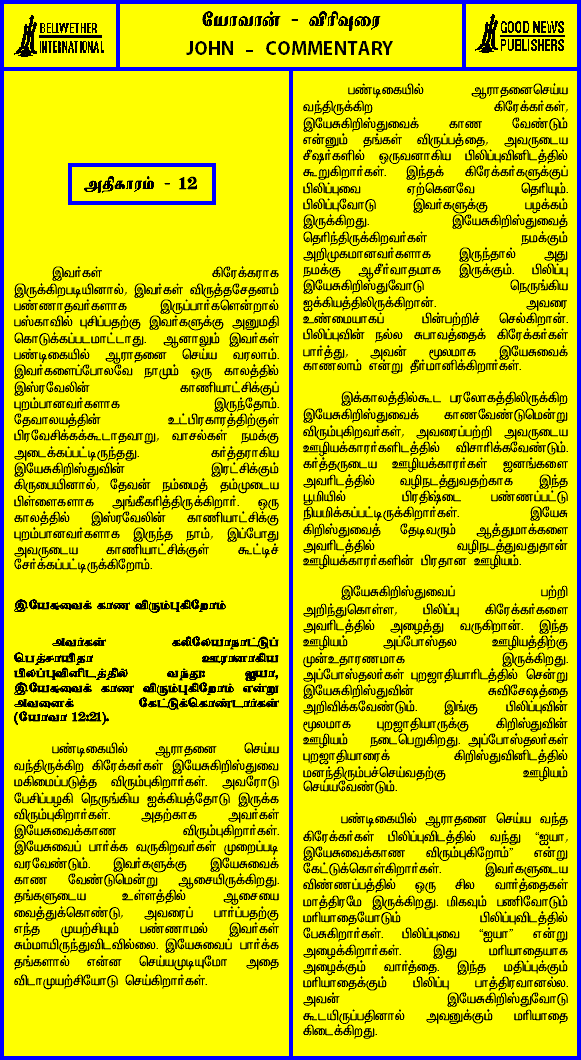 BELWETHER
INTERNATIONAL
யோவான் - விரிவுரை
JOHN - COMMENTARY
GOOD NEWS
PUBLISHERS
அதிகாரம் - 12
இவர்கள் கிரேக்கராக
இருக்கிறபடியினால், இவர்கள் விருத்தசேதனம்
பண்ணாதவர்களாக இருப்பார்களென்றால்
பஸ்காவில் புசிப்பதற்கு இவர்களுக்கு அனுமதி
கொடுக்கப்படமாட்டாது. ஆனாலும் இவர்கள்
பண்டிகையில் ஆராதனை செய்ய வரலாம்.
இவர்களைப்போலவே நாமும் ஒரு காலத்தில்
இஸ்ரவேலின் காணியாட்சிக்குப்
புறம்பானவர்களாக இருந்தோம்.
தேவாலயத்தின் உட்பிரகாரத்திற்குள்
பிரவேசிக்கக்கூடாதவாறு, வாசல்கள் நமக்கு
அடைக்கப்பட்டிருந்தது. கர்த்தராகிய
இயேசுகிறிஸ்துவின் இரட்சிக்கும்
கிருபையினால், தேவன் நம்மைத் தம்முடைய
பிள்ளைகளாக அங்கீகரித்திருக்கிறார். ஒரு
காலத்தில் இஸ்ரவேலின் காணியாட்சிக்கு
புறம்பானவர்களாக இருந்த நாம், இப்போது
அவருடைய காணியாட்சிக்குள் கூட்டிச்
சேர்க்கப்பட்டிருக்கிறோம்.
இயேசுவைக் காண விரும்புகிறோம்
அவர்கள் கலிலேயாநாட்டுப்
பெத்சாயிதா ஊரானாகிய
பிலிப்புவினிடத்தில் வந்து: ஐயா,
இயேசுவைக் காண விரும்புகிறோம் என்று
அவனைக் கேட்டுக்கொண்டார்கள்
(யோவா 12:21).
பண்டிகையில் ஆராதனை செய்ய
வந்திருக்கிற கிரேக்கர்கள் இயேசுகிறிஸ்துவை
மகிமைப்படுத்த விரும்புகிறார்கள். அவரோடு
பேசிப்பழகி நெருங்கிய ஐக்கியத்தோடு இருக்க
விரும்புகிறார்கள். அதற்காக அவர்கள்
இயேசுவைக்காண விரும்புகிறார்கள்.
இயேசுவைப் பார்க்க வருகிறவர்கள் முறைப்படி
வரவேண்டும். இவர்களுக்கு இயேசுவைக்
காண வேண்டுமென்று ஆசையிருக்கிறது.
தங்களுடைய உள்ளத்தில் ஆசையை
வைத்துக்கொண்டு, அவரைப் பார்ப்பதற்கு
எந்த முயற்சியும் பண்ணாமல் இவர்கள்
சும்மாயிருந்துவிடவில்லை. இயேசுவைப் பார்க்க
தங்களால் என்ன செய்யமுடியுமோ அதை
விடாமுயற்சியோடு செய்கிறார்கள்.
பண்டிகையில் ஆராதனைசெய்ய
வந்திருக்கிற கிரேக்கர்கள்,
இயேசுகிறிஸ்துவைக் காண வேண்டும்
என்னும் தங்கள் விருப்பத்தை, அவருடைய
சீஷர்களில் ஒருவனாகிய பிலிப்புவினிடத்தில்
கூறுகிறார்கள். இந்தக் கிரேக்கர்களுக்குப்
பிலிப்புவை ஏற்கெனவே தெரியும்.
பிலிப்புவோடு இவர்களுக்கு பழக்கம்
இருக்கிறது. இயேசுகிறிஸ்துவைத்
தெரிந்திருக்கிறவர்கள் நமக்கும்
அறிமுகமானவர்களாக இருந்தால் அது
நமக்கு ஆசீர்வாதமாக இருக்கும். பிலிப்பு
இயேசுகிறிஸ்துவோடு நெருங்கிய
ஐக்கியத்திலிருக்கிறான். அவரை
உண்மையாகப் பின்பற்றிச் செல்கிறான்.
பிலிப்புவின் நல்ல சுபாவத்தைக் கிரேக்கர்கள்
பார்த்து, அவன் மூலமாக இயேசுவைக்
காணலாம் என்று தீர்மானிக்கிறார்கள்.
இக்காலத்தில்கூட பரலோகத்திலிருக்கிற
இயேசுகிறிஸ்துவைக் காணவேண்டுமென்று
விரும்புகிறவர்கள், அவரைப்பற்றி அவருடைய
ஊழியக்காரர்களிடத்தில் விசாரிக்கவேண்டும்.
கர்த்தருடைய ஊழியக்காரர்கள் ஜனங்களை
அவரிடத்தில் வழிநடத்துவதற்காக இந்த
பூமியில் பிரதிஷ்டை பண்ணப்பட்டு
நியமிக்கப்பட்டிருக்கிறார்கள். இயேசு
கிறிஸ்துவைத் தேடிவரும் ஆத்துமாக்களை
அவரிடத்தில் வழிநடத்துவதுதான்
ஊழியக்காரர்களின் பிரதான ஊழியம்.
இயேசுகிறிஸ்துவைப் பற்றி
அறிந்துகொள்ள, பிலிப்பு கிரேக்கர்களை
அவரிடத்தில் அழைத்து வருகிறான். இந்த
ஊழியம் அப்போஸ்தல ஊழியத்திற்கு
முன்உதாரணமாக இருக்கிறது.
அப்போஸ்தலர்கள் புறஜாதியாரிடத்தில் சென்று
இயேசுகிறிஸ்துவின் சுவிசேஷத்தை
அறிவிக்கவேண்டும். இங்கு பிலிப்புவின்
மூலமாக புறஜாதியாருக்கு கிறிஸ்துவின்
ஊழியம் நடைபெறுகிறது. அப்போஸ்தலர்கள்
புறஜாதியாரைக் கிறிஸ்துவினிடத்தில்
மனந்திரும்பச்செய்வதற்கு ஊழியம்
செய்யவேண்டும்.
பண்டிகையில் ஆராதனை செய்ய வந்த
கிரேக்கர்கள் பிலிப்புவிடத்தில் வந்து “ஐயா,
இயேசுவைக்காண விரும்புகிறோம்” என்று
கேட்டுக்கொள்கிறார்கள். இவர்களுடைய
விண்ணப்பத்தில் ஒரு சில வார்த்தைகள்
மாத்திரமே இருக்கிறது. மிகவும் பணிவோடும்
மரியாதையோடும் பிலிப்புவிடத்தில்
பேசுகிறார்கள். பிலிப்புவை “ஐயா” என்று
அழைக்கிறார்கள். இது மரியாதையாக
அழைக்கும் வார்த்தை. இந்த மதிப்புக்கும்
மரியாதைக்கும் பிலிப்பு பாத்திரவானல்ல.
அவன் இயேசுகிறிஸ்துவோடு
கூடயிருப்பதினால் அவனுக்கும் மரியாதை
கிடைக்கிறது.